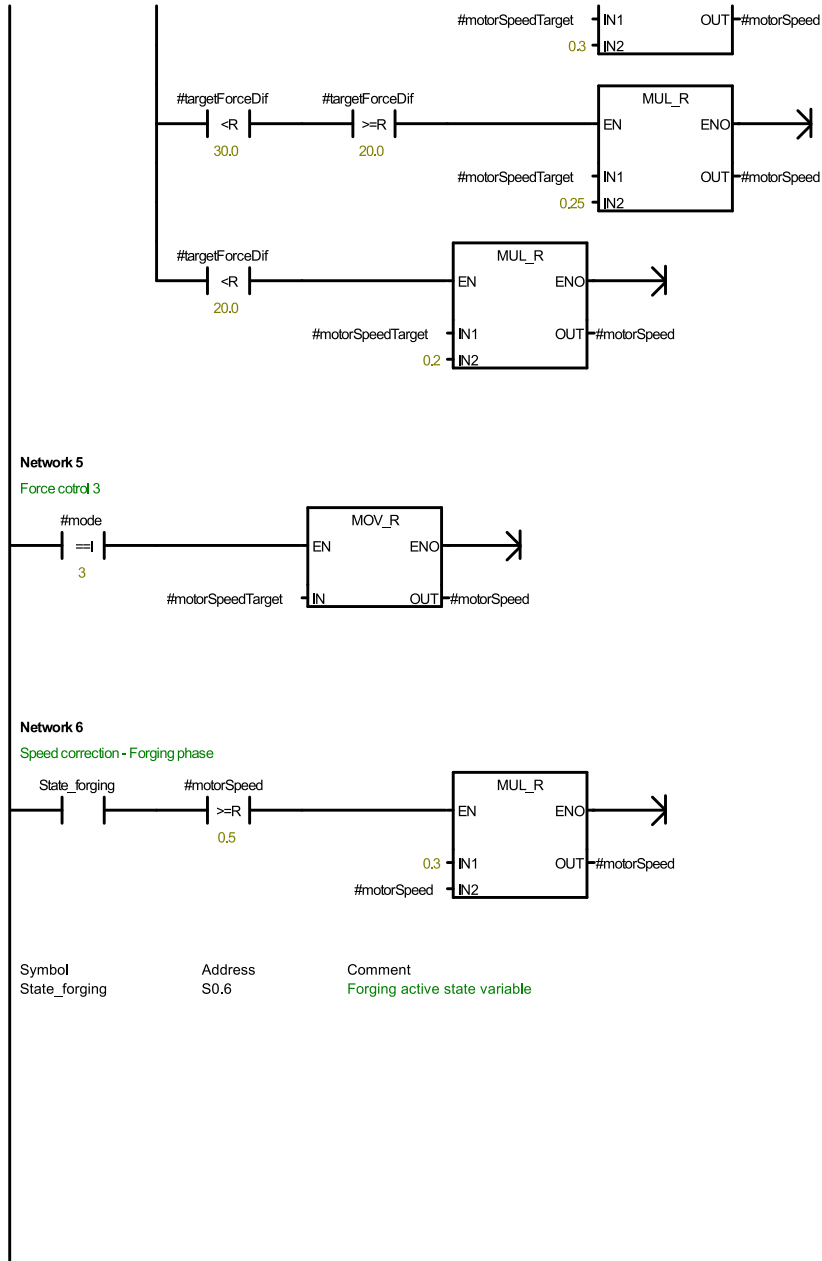 #motorSpeedTarget IN1 OUT #motorSpeed
0.3 IN2
#targetForceDif #targetForceDif MUL_R
<R >=R EN ENO
30.0 20.0
#motorSpeedTarget IN1 OUT #motorSpeed
0.25 IN2
#targetForceDif MUL_R
<R EN ENO
20.0
#motorSpeedTarget IN1 OUT #motorSpeed
0.2 IN2
Network 5
Force cotrol 3
#mode MOV_R
==I EN ENO
3
#motorSpeedTarget IN OUT #motorSpeed
Network 6
Speed correction - Forging phase
State_forging #motorSpeed MUL_R
>=R EN ENO
0.5
0.3 IN1 OUT #motorSpeed
#motorSpeed IN2
Symbol Address Comment
State_forging S0.6 Forging active state variable